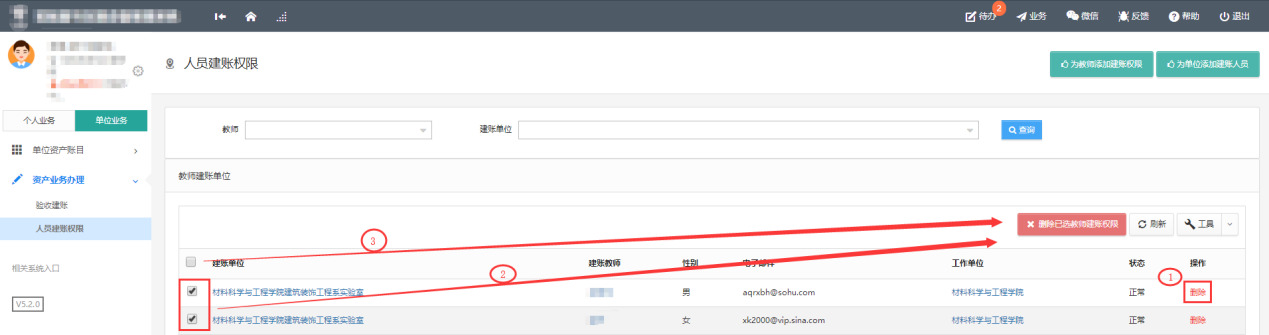 待办 2 业务 微信 反馈 帮助 退出
人员建账权限
为教师添加建账权限 为单位添加建账人员
个人业务 单位业务
教师 建账单位 查询
单位资产账目
资产业务办理
教师建账单位
验收建账
人员建账权限
删除已选教师建账权限 刷新 工具
3
建账单位 建账教师 性别 电子邮件 工作单位 状态 操作
相关系统入口
2
1
材料科学与工程学院建筑装饰工程系实验室 男 aqrxbh@sohu.com 材料科学与工程学院 正常 删除
V5.2.0
材料科学与工程学院建筑装饰工程系实验室 女 xk2000@vip.sina.com 材料科学与工程学院 正常 删除